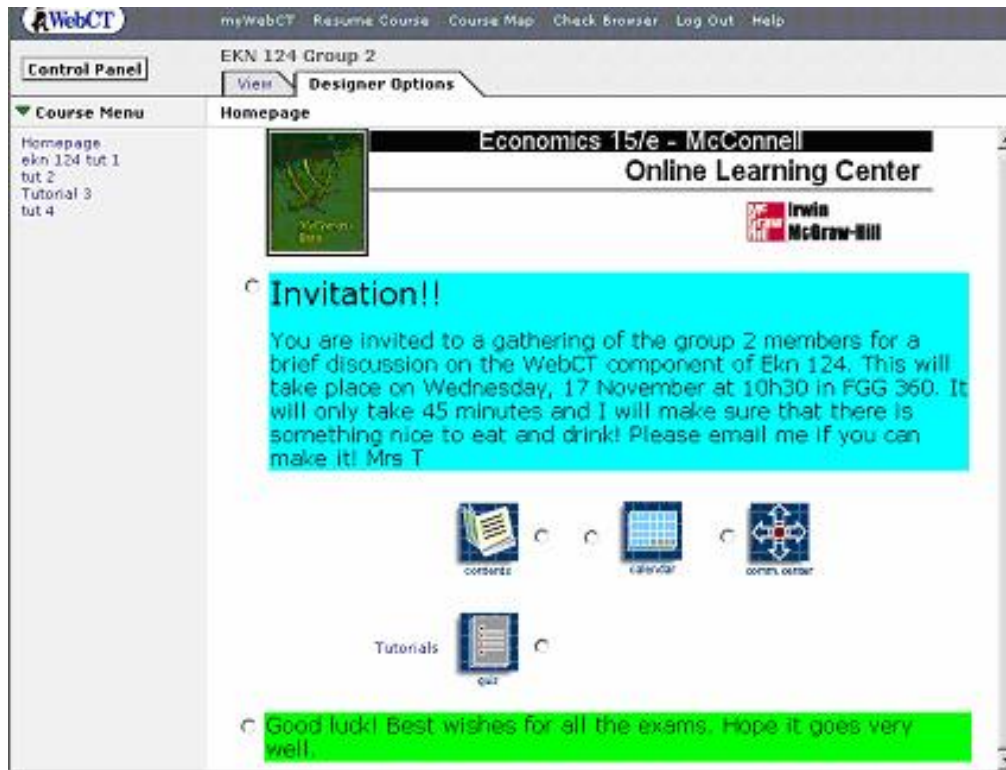 WebCT
myWebCT Resume Course Course Map Check Browser Log Out Help
Control Panel
EKN 124 Group 2
View Designer Options
Course Menu
Homepage
Homepage
ekn 124 tut 1
tut 2
Tutorial 3
tut 4
Economics 15/e - McConnell
Online Learning Center
Irwin
McGraw-Hill
Invitation!!
You are invited to a gathering of the group 2 members for a
brief discussion on the WebCT component of Ekn 124. This will
take place on Wednesday, 17 November at 10h30 in FGG 360. It
will only take 45 minutes and I will make sure that there is
something nice to eat and drink! Please email me if you can
make it! Mrs T
contents
calendar
comm. center
Tutorials
quiz
Good luck! Best wishes for all the exams. Hope it goes very
well.